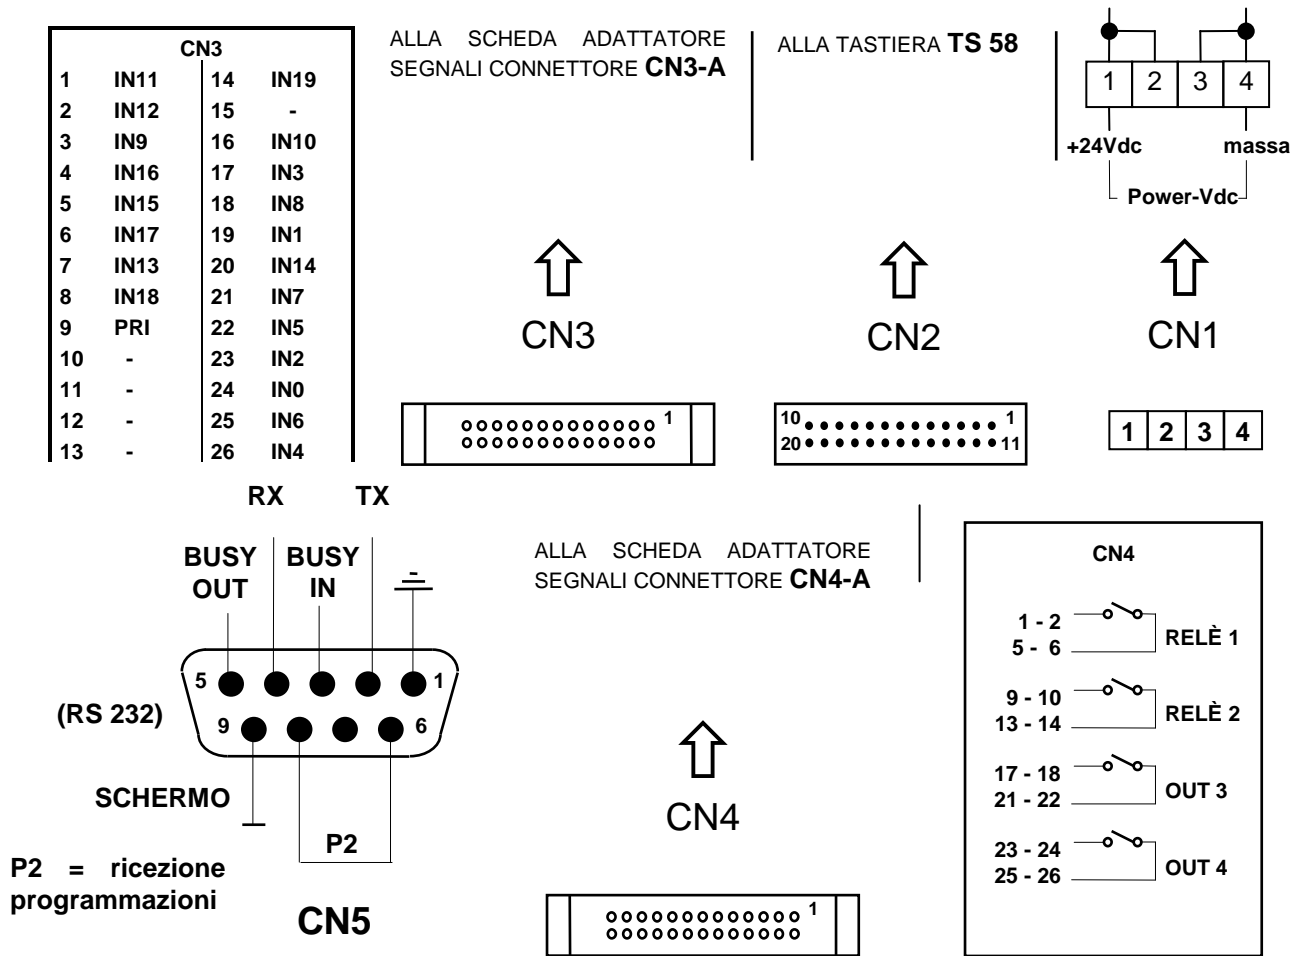 CN3
1 IN11 14 IN19
2 IN12 15 -
3 IN9 16 IN10
4 IN16 17 IN3
5 IN15 18 IN8
6 IN17 19 IN1
7 IN13 20 IN14
8 IN18 21 IN7
9 PRI 22 IN5
10 - 23 IN2
11 - 24 IN0
12 - 25 IN6
13 - 26 IN4
ALLA SCHEDA ADATTATORE
SEGNALI CONNETTORE CN3-A
ALLA TASTIERA TS 58
1 2 3 4
+24Vdc massa
Power-Vdc
CN3
CN2
CN1
1
10 1
20 11
1 2 3 4
RX TX
BUSY OUT
BUSY IN
-
5 1
9 6
(RS 232)
SCHERMO
P2
P2 = ricezione
programmazioni
CN5
ALLA SCHEDA ADATTATORE
SEGNALI CONNETTORE CN4-A
CN4
1
CN4
1 - 2
5 - 6
RELÈ 1
9 - 10
13 - 14
RELÈ 2
17 - 18
21 - 22
OUT 3
23 - 24
25 - 26
OUT 4